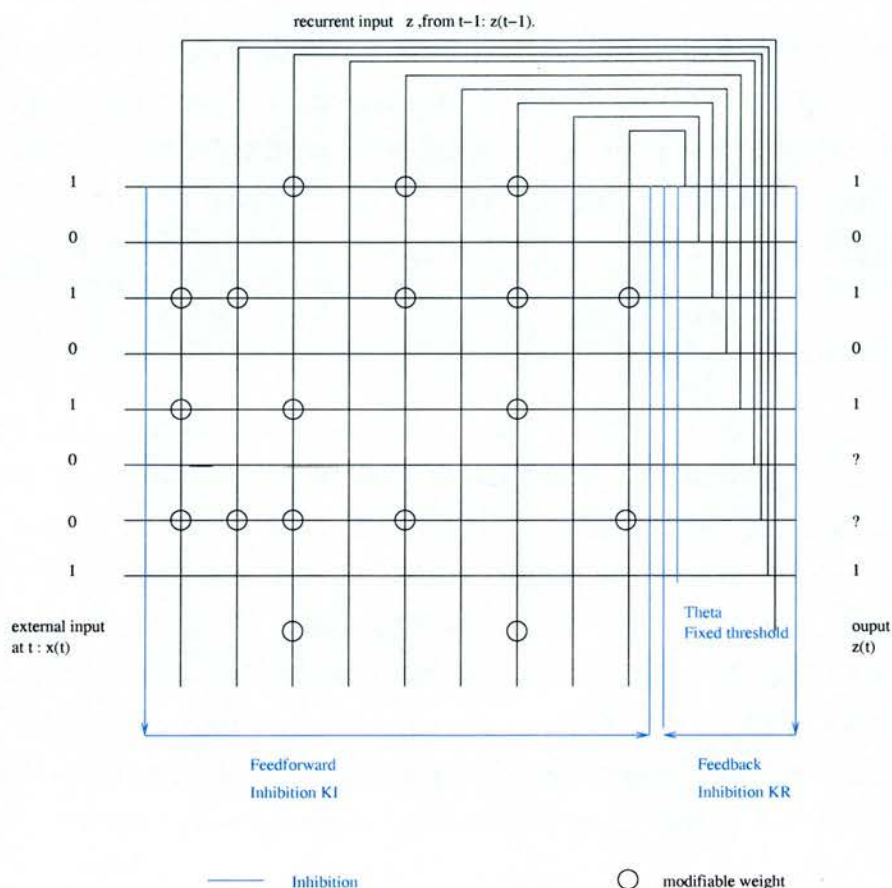 recurrent input z ,from t−1: z(t−1).
1 1
0 0
1 1
0 0
1 1
0 ?
0 ?
1 1
external input
at t : x(t)
Theta
Fixed threshold
ouput
z(t)
Feedforward
Inhibition KI
Feedback
Inhibition KR
Inhibition
modifiable weight